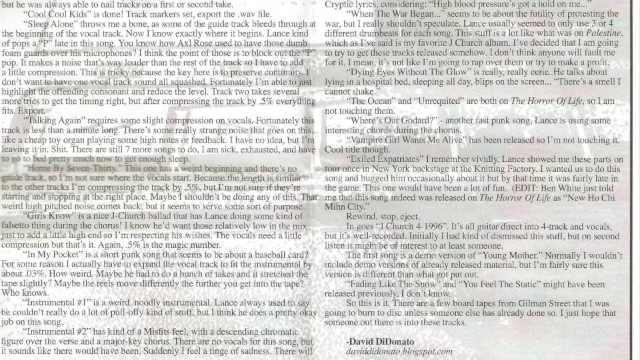 but he was always able to nail tricks on a first or second take.
"Cool Cool Kids" is done! Track markers set, export the .wav file.
"Sleep Alone" throws me a bone, as some of the guide track bleeds through at
the beginning of the vocal track. Now I know exactly where it begins. Lance kind
of pops a "P" late in this song. You know how Axl Rose used to have those dumb
foam guards over his microphones? I think the point of those is to block out the "P"
pop. It makes a noise that's way louder than the rest of the track so I have to add
a little compression. This is tricky because the key here is to preserve continuity. I
don't want to have one vocal track sound all squished. Fortunately I'm able to just
highlight the offending consonant and reduce the level. Track two takes several
more tries to get the timing right, but after compressing the track by .5% everything
fits. Export.
"Talking Again" requires some slight compression on vocals. Fortunately this
track is less than a minute long. There's some really strange noise that goes on this...
like a cheap toy organ playing some high notes or feedback. I have no idea, but I'm
leaving it in. Shit. There are still 7 more songs to do, I am sick, exhausted, and have
to go to bed pretty much now to get enough sleep.
"Home By Seven-Thirty." This one has a weird beginning and there's no
guide track, so I'm not sure where the vocals start. Because the length is similar
to the other tracks I'm compressing the track by .5%, but I'm not sure if they're
starting and stopping at the right place. Maybe I shouldn't be doing any of this. That
weird high pitched noise comes back; but it seems to serve some sort of purpose.
"Girls Know" is a nice J-Church ballad that has Lance doing some kind of
falsetto thing during the chorus! I know he'd want those relatively low in the mix
just to add a little high end so I'm respecting his wishes. The vocals need a little
compression but that's it. Again, .5% is the magic number.
"In My Pocket" is a short punk song that seems to be about a baseball card?
For some reason I actually have to expand the vocal track to fit the instrumental by
about .03%. How weird. Maybe he had to do a bunch of takes and it stretched the
tape slightly? Maybe the reels move differently the further you get into the tape?
Who knows.
"Instrumental #1" is a weird, noodly instrumental. Lance always used to say
he couldn't really do a lot of pull-offy kind of stuff, but I think he does a pretty okay
job on this song.
"Instrumental #2" has kind of a Misfits feel, with a descending chromatic
figure over the verse and a major-key chorus. There are no vocals for this song, but
it sounds like there would have been. Suddenly I feel a tinge of sadness. There will
Cryptic lyrics, considering: "High blood pressure's got a hold on me..."
"When The War Began..." seems to be about the futility of protesting the
war, but I really shouldn't speculate. Lance usually seemed to only use 3 or 4
different drumbeats for each song. This stuff is a lot like what was on Palestine,
which as I've said is my favorite J Church album. I've decided that I am going
to try to get these tracks released somehow. I don't think anyone will fault me
for it, I mean, it's not like I'm going to rap over them or try to make a profit.
"Dying Eyes Without The Glow" is really, really eerie. He talks about
lying in a hospital bed, sleeping all day, blips on the screen... "There's a smell I
cannot shake."
"The Ocean" and "Unrequited" are both on The Horror Of Life, so I am
not touching them.
"Where's Our Godard?" - another fast punk song, Lance is using some
interesting chords during the chorus.
"Vampire Girl Wants Me Alive" has been released so I'm not touching it.
Cool title though.
"Exiled Expatriates" I remember vividly. Lance showed me these parts on
tour once in New York backstage at the Knitting Factory. I wanted us to do this
song and bugged him occasionally about it but by that time it was fairly late in
the game. This one would have been a lot of fun. (EDIT: Ben White just told
me that this song indeed was released on The Horror Of Life as "New Ho Chi
Mihn City."
Rewind, stop, eject.
In goes "J Church 4-1996". It's all guitar direct into 4-track and vocals,
but it's well-recorded. Initially I had kind of dismissed this stuff, but on second
listen it might be of interest to at least someone.
The first song is a demo version of "Young Mother." Normally I wouldn't
include demo versions of already released material, but I'm fairly sure this
version is different than what got put out.
"Fading Like The Snow" and "You Feel The Static" might have been
released previously, I don't know.
So this is it. There are a few board tapes from Gilman Street that I was
going to burn to disc unless someone else has already done so. I just hope that
someone out there is into these tracks.
-David DiDonato
daviddidonato.blogspot.com